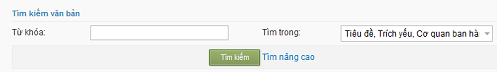 Tìm kiếm văn bản
Từ khóa: Tìm trong: Tiêu đề, Trích yếu, Cơ quan ban hà
Tìm kiếm Tìm nâng cao